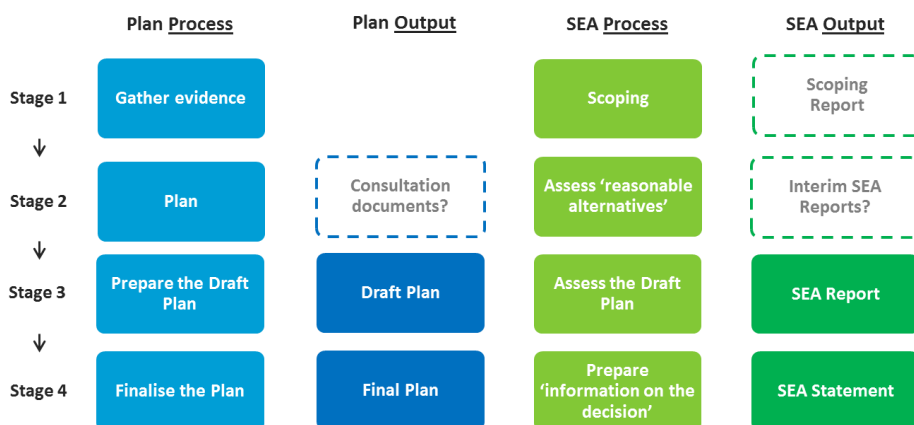 Plan Process
Plan Output
SEA Process
SEA Output
Stage 1
Gather evidence
Scoping
Scoping
Report
Stage 2
Plan
Consultation
documents?
Assess ‘reasonable
alternatives’
Interim SEA
Reports?
Stage 3
Prepare the Draft
Plan
Draft Plan
Assess the Draft
Plan
SEA Report
Stage 4
Finalise the Plan
Final Plan
Prepare
‘information on the
decision’
SEA Statement